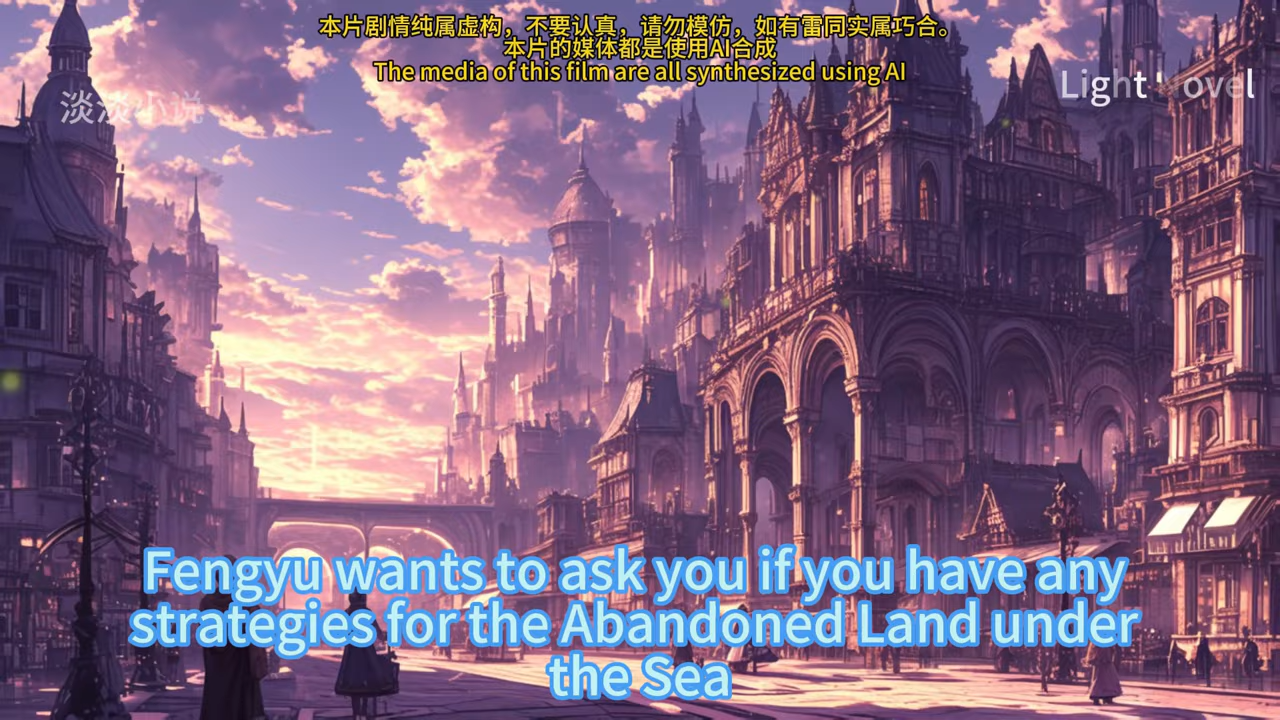 本片剧情纯属虚构，不要认真，请勿模仿，如有雷同实属巧合。
本片的媒体都是使用AI合成
The media of this film are all synthesized using AI
淡淡小说
Light Novel
Fengyu wants to ask you if you have any
strategies for the Abandoned Land under
the Sea